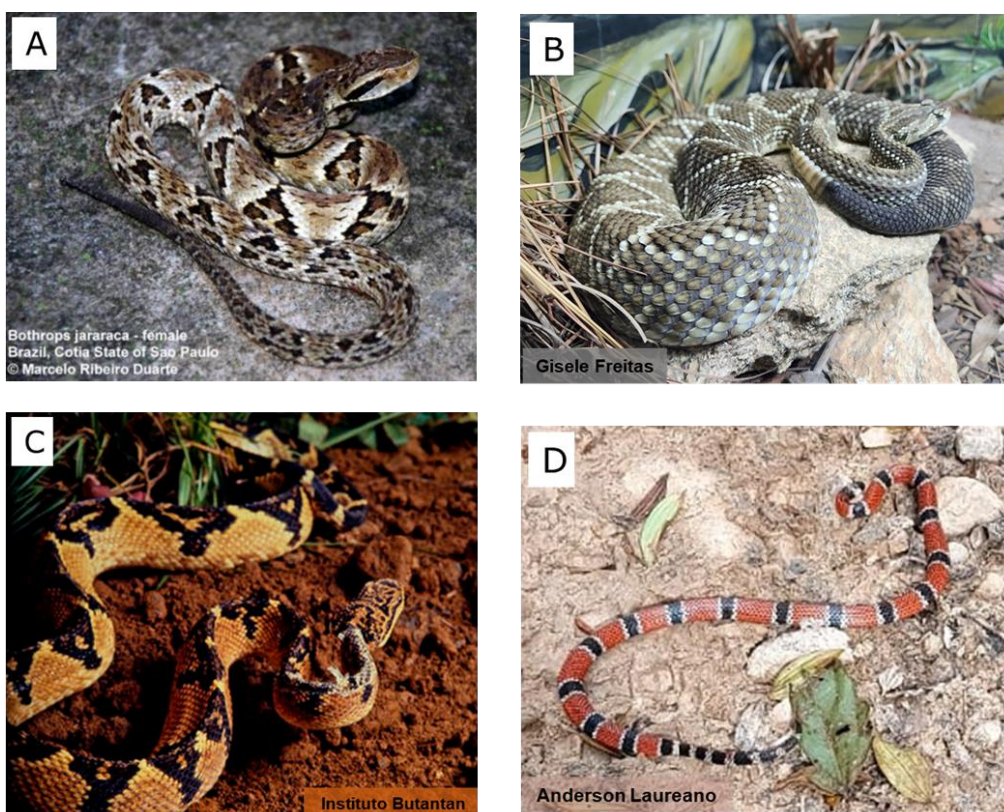 A
B
Bothrops jararaca - female
Brazil, Cotia State of Sao Paulo
© Marcelo Ribeiro Duarte
Gisele Freitas
C
D
Instituto Butantan
Anderson Laureano